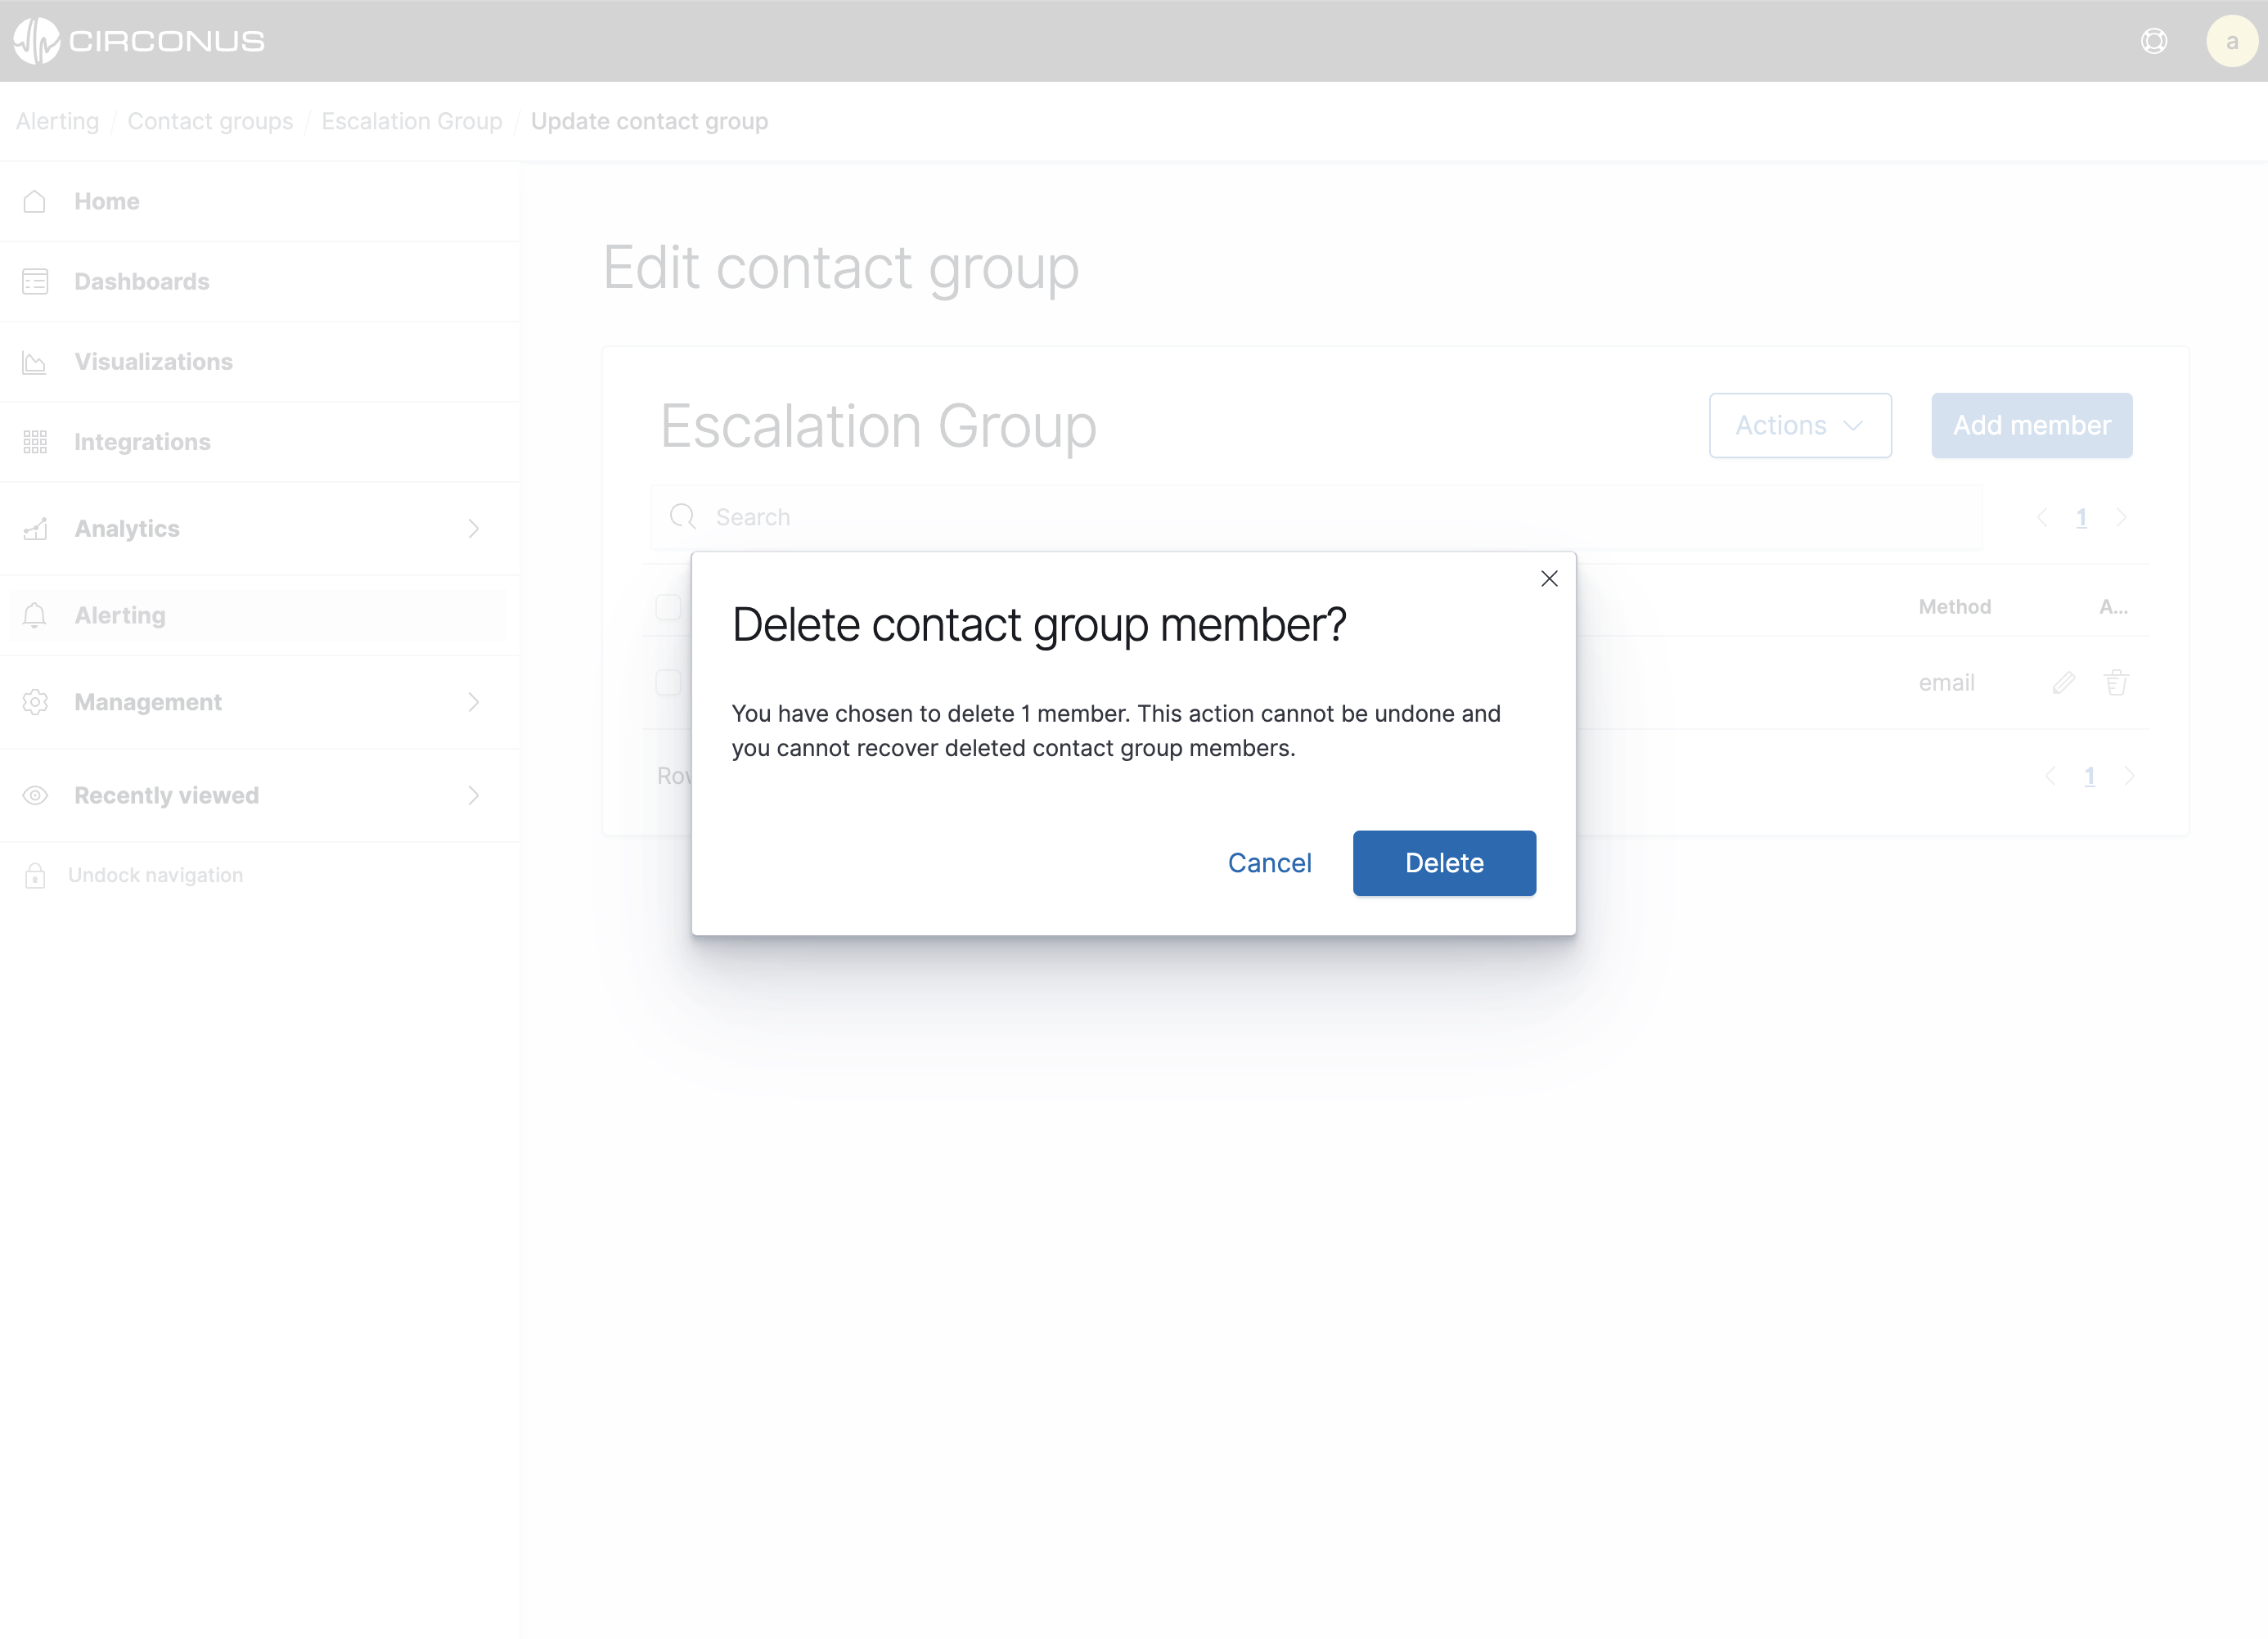 CIRCONUS
a
Alerting / Contact groups / Escalation Group / Update contact group
Home
Dashboards
Visualizations
Integrations
Analytics
Alerting
Management
Recently viewed
Undock navigation
Edit contact group
Escalation Group
Actions
Add member
Search
1
Method
A...
email
1
Delete contact group member?
You have chosen to delete 1 member. This action cannot be undone and
you cannot recover deleted contact group members.
Cancel
Delete